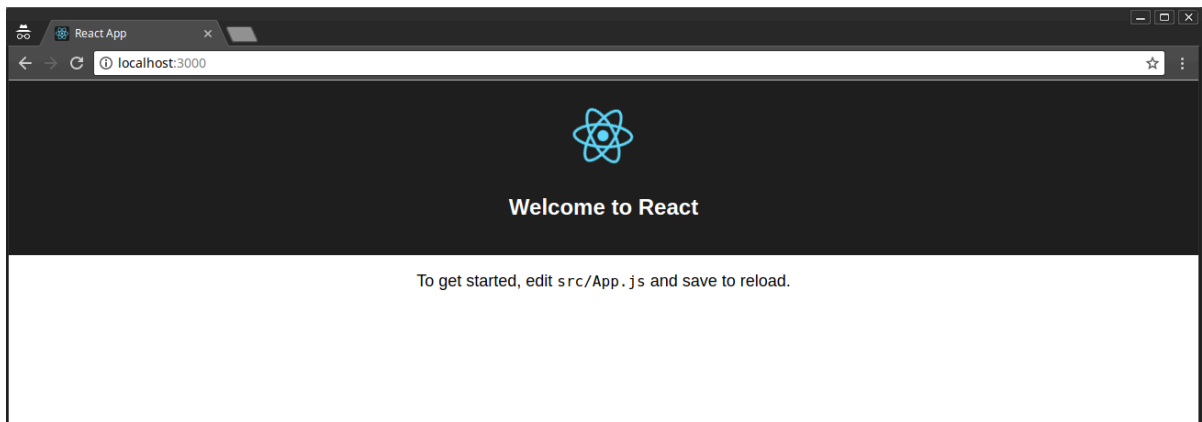 React App
localhost:3000
Welcome to React
To get started, edit src/App.js and save to reload.